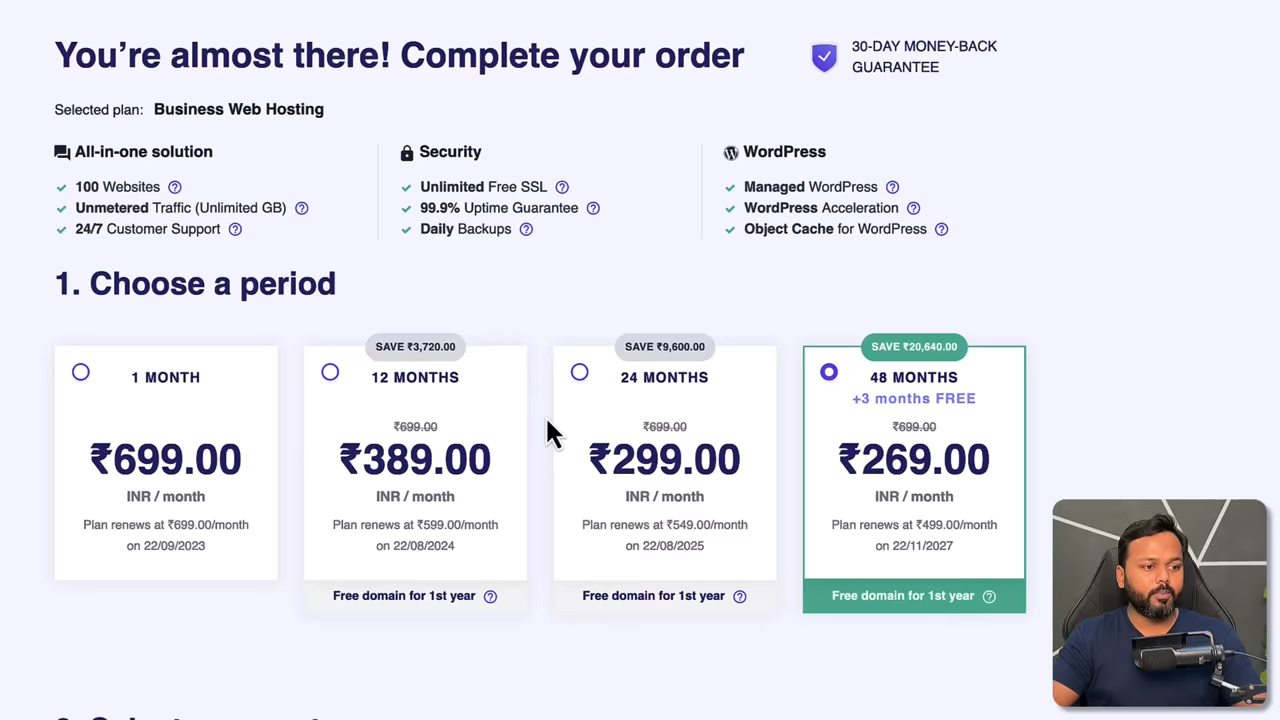 You're almost there! Complete your order
30-DAY MONEY-BACK
GUARANTEE
Selected plan: Business Web Hosting
All-in-one solution
100 Websites
Unmetered Traffic (Unlimited GB)
24/7 Customer Support
Security
Unlimited Free SSL
99.9% Uptime Guarantee
Daily Backups
WordPress
Managed WordPress
WordPress Acceleration
Object Cache for WordPress
1. Choose a period
1 MONTH
₹699.00
INR / month
Plan renews at ₹699.00/month
on 22/09/2023
SAVE ₹3,720.00
12 MONTHS
₹699.00
₹389.00
INR / month
Plan renews at ₹599.00/month
on 22/08/2024
Free domain for 1st year
SAVE ₹9,600.00
24 MONTHS
₹699.00
₹299.00
INR / month
Plan renews at ₹549.00/month
on 22/08/2025
Free domain for 1st year
SAVE ₹20,640.00
48 MONTHS
+3 months FREE
₹699.00
₹269.00
INR / month
Plan renews at ₹499.00/month
on 22/11/2027
Free domain for 1st year